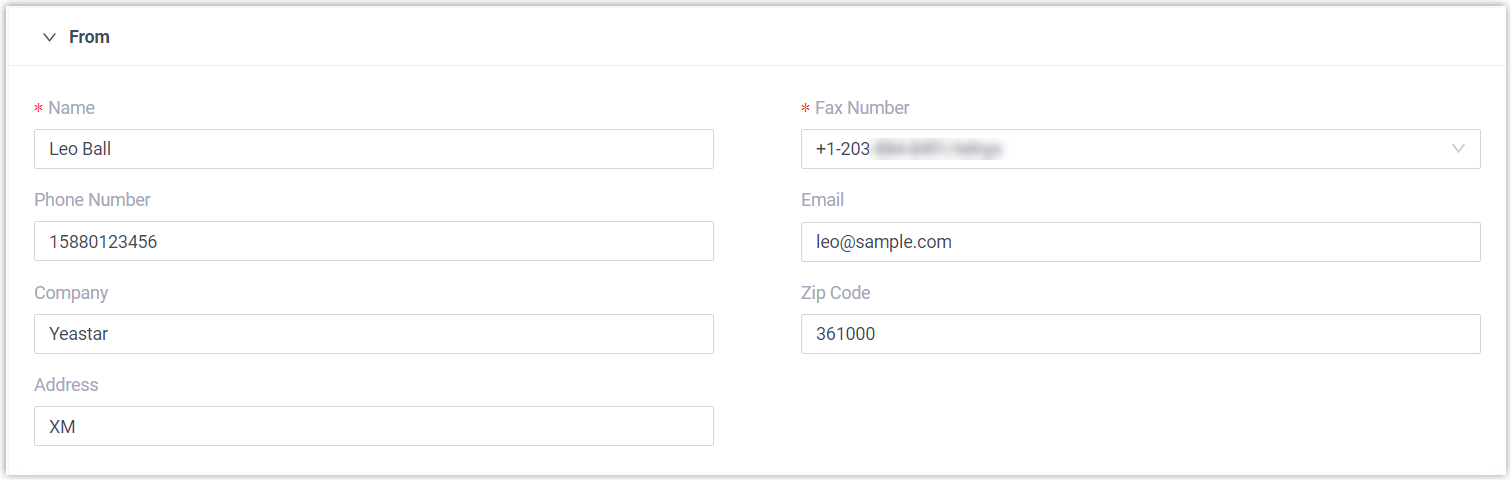 From
* Name
* Fax Number
Leo Ball
+1-203
Phone Number
Email
15880123456
leo@sample.com
Company
Zip Code
Yeastar
361000
Address
XM